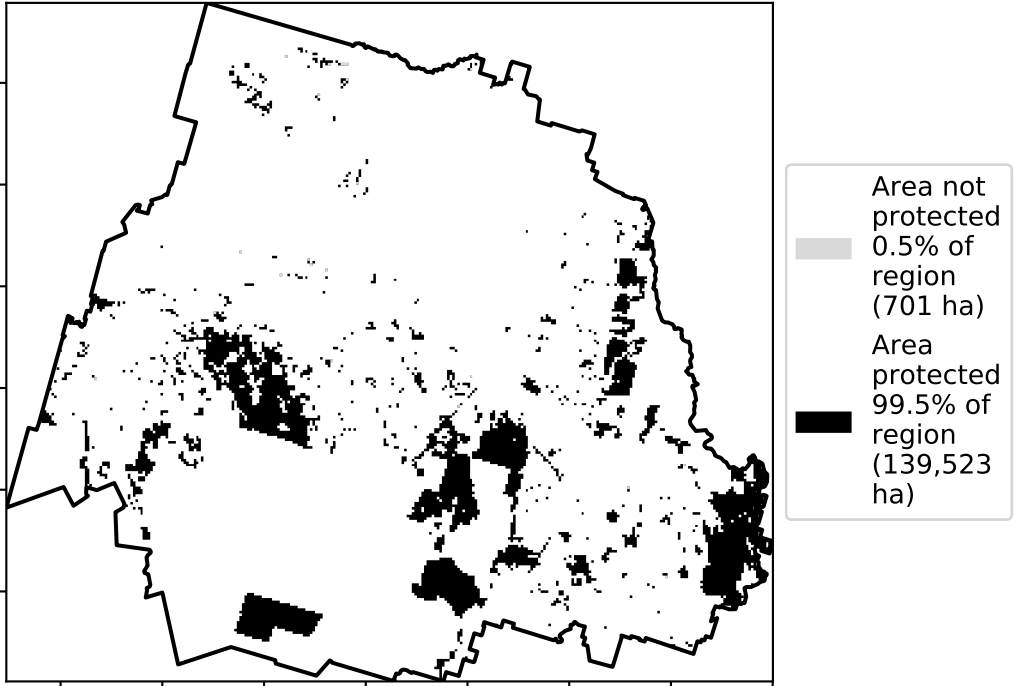 Area not
protected
0.5% of
region
(701 ha)
Area
protected
99.5% of
region
(139,523
ha)